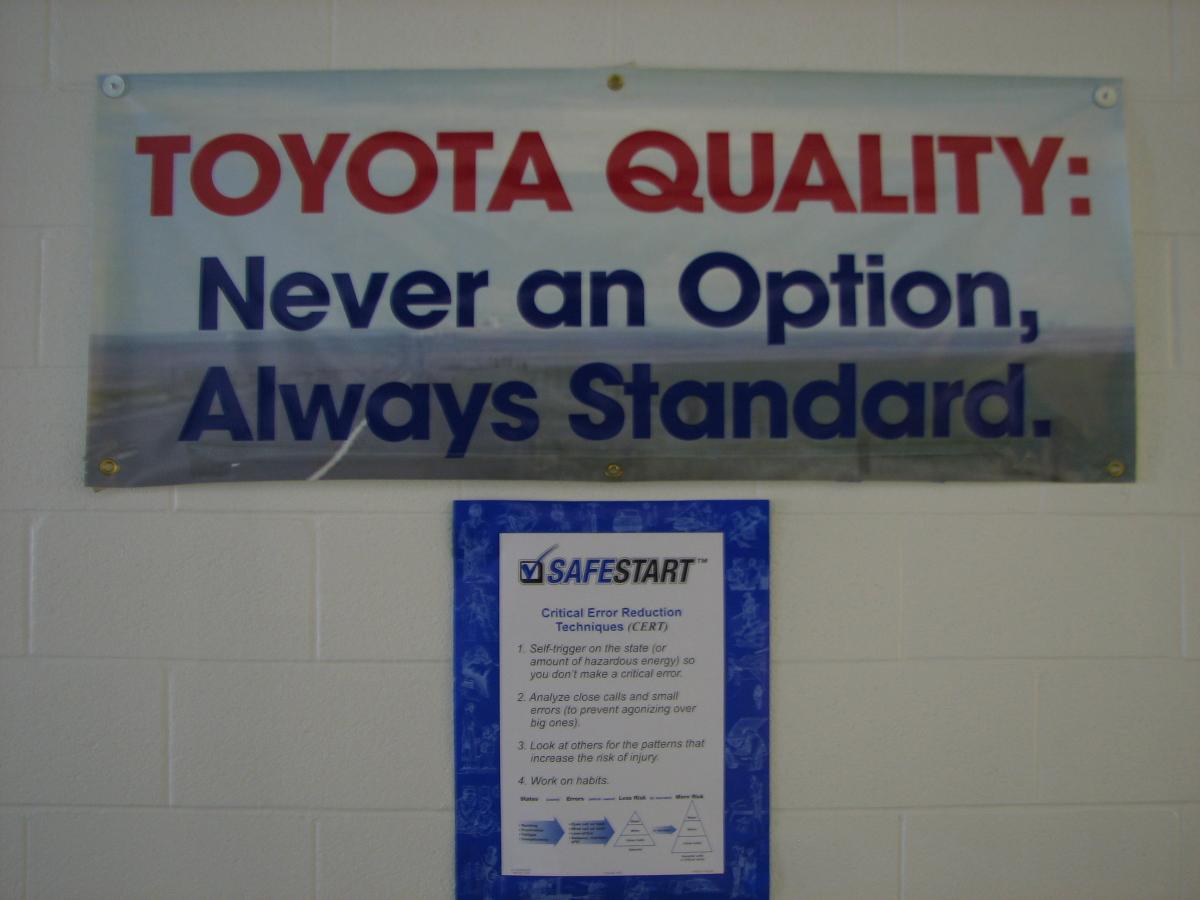 TOYOTA QUALITY:
Never an Option,
Always Standard.
SAFESTART™
Critical Error Reduction
Techniques (CERT)
1. Self-trigger on the state (or
amount of hazardous energy) so
you don't make a critical error.
2. Analyze close calls and small
errors (to prevent agonizing over
big ones).
3. Look at others for the patterns that
increase the risk of injury.
4. Work on habits.
States Errors Less Risk More Risk